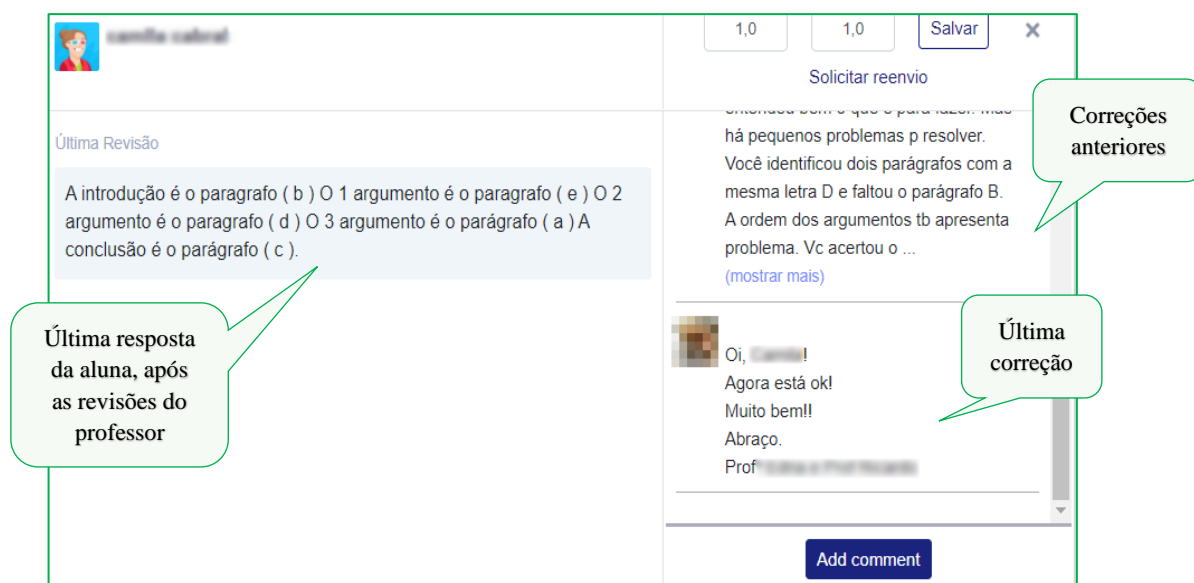 1,0 1,0 Salvar ×
Solicitar reenvio
Última Revisão
A introdução é o paragrafo ( b ) O 1 argumento é o paragrafo ( e ) O 2
argumento é o paragrafo ( d ) O 3 argumento é o parágrafo ( a ) A
conclusão é o parágrafo ( c ).
há pequenos problemas p resolver.
Você identificou dois parágrafos com a
mesma letra D e faltou o parágrafo B.
A ordem dos argumentos tb apresenta
problema. Vc acertou o ...
(mostrar mais)
Oi, !
Agora está ok!
Muito bem!!
Abraço.
Prof
Add comment
Correções
anteriores
Última
correção
Última resposta
da aluna, após
as revisões do
professor